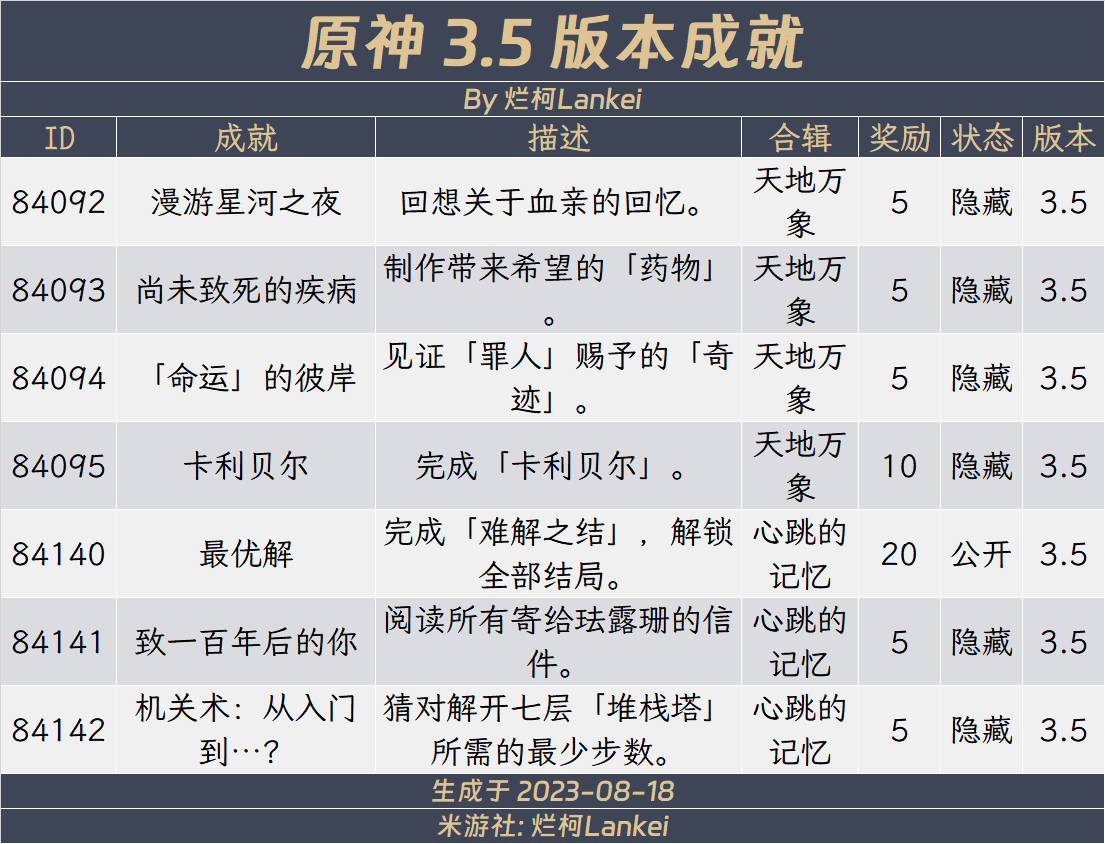 原神 3.5 版本成就
By 烂柯Lankei
ID 成就 描述 合辑 奖励 状态 版本
84092 漫游星河之夜 回想关于血亲的回忆。 天地万象 5 隐藏 3.5
84093 尚未致死的疾病 制作带来希望的「药物」。 天地万象 5 隐藏 3.5
84094 「命运」的彼岸 见证「罪人」赐予的「奇迹」。 天地万象 5 隐藏 3.5
84095 卡利贝尔 完成「卡利贝尔」。 天地万象 10 隐藏 3.5
84140 最优解 完成「难解之结」，解锁全部结局。 心跳的记忆 20 公开 3.5
84141 致一百年后的你 阅读所有寄给珐露珊的信件。 心跳的记忆 5 隐藏 3.5
84142 机关术：从入门到…？ 猜对解开七层「堆栈塔」所需的最少步数。 心跳的记忆 5 隐藏 3.5
生成于 2023-08-18
米游社: 烂柯Lankei